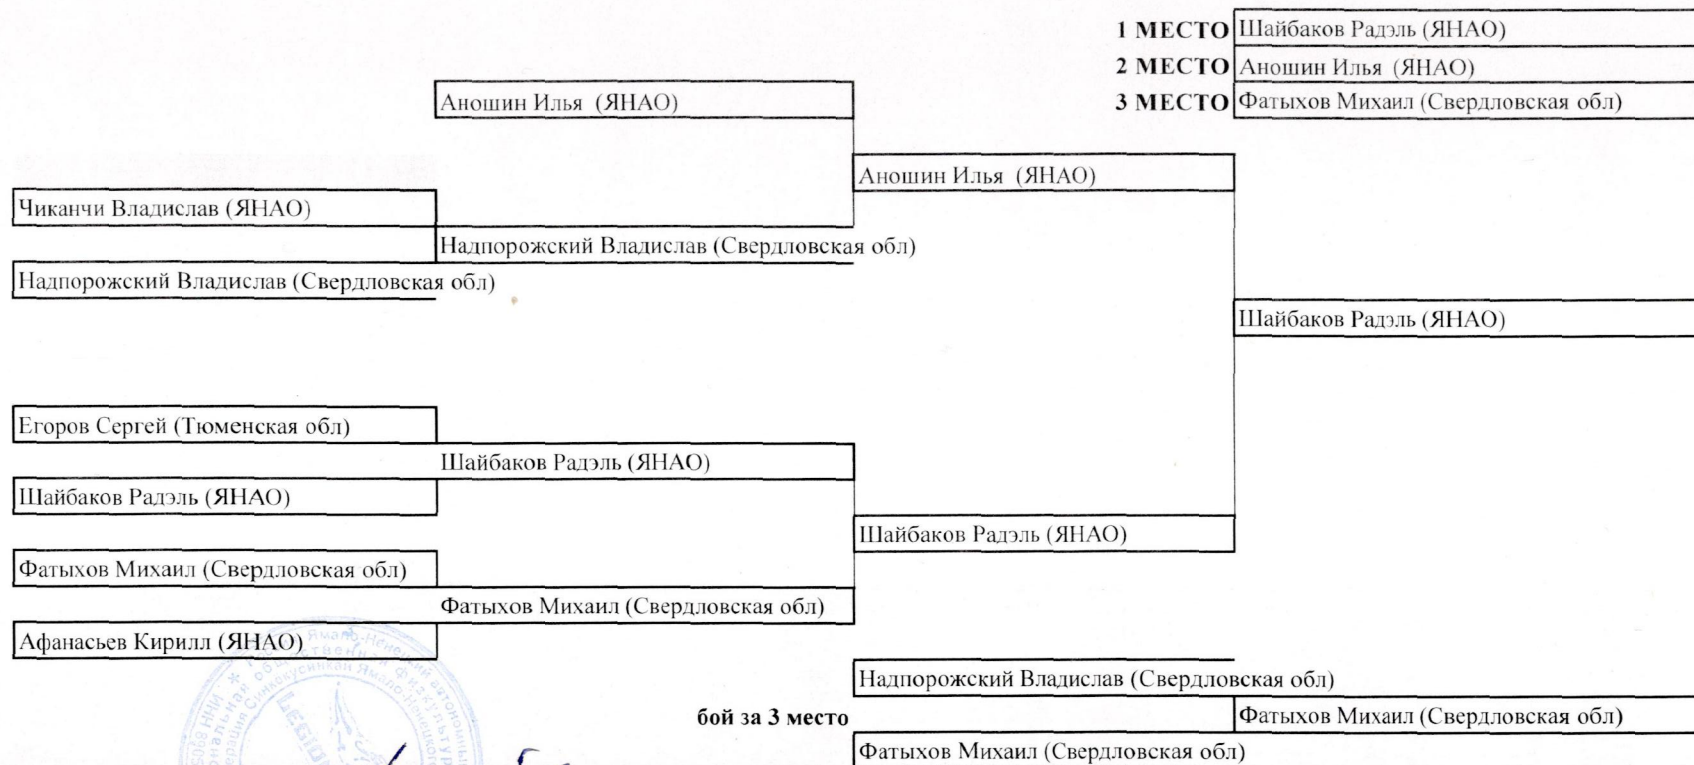 1 МЕСТО Шайбаков Радэль (ЯНАО)
2 МЕСТО Аношин Илья (ЯНАО)
3 МЕСТО Фатыхов Михаил (Свердловская обл)
Аношин Илья (ЯНАО)
Аношин Илья (ЯНАО)
Чиканчи Владислав (ЯНАО)
Надпорожский Владислав (Свердловская обл)
Надпорожский Владислав (Свердловская обл)
Шайбаков Радэль (ЯНАО)
Егоров Сергей (Тюменская обл)
Шайбаков Радэль (ЯНАО)
Шайбаков Радэль (ЯНАО)
Шайбаков Радэль (ЯНАО)
Фатыхов Михаил (Свердловская обл)
Фатыхов Михаил (Свердловская обл)
Афанасьев Кирилл (ЯНАО)
Надпорожский Владислав (Свердловская обл)
бой за 3 место Фатыхов Михаил (Свердловская обл)
Фатыхов Михаил (Свердловская обл)